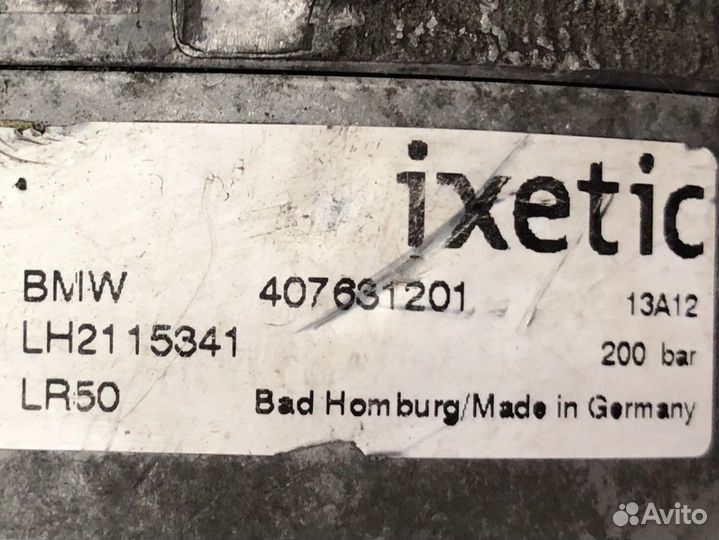 ixetic
BMW 407631201 13A12
LH2115341 200 bar
LR50 Bad Homburg/Made in Germany
Avito